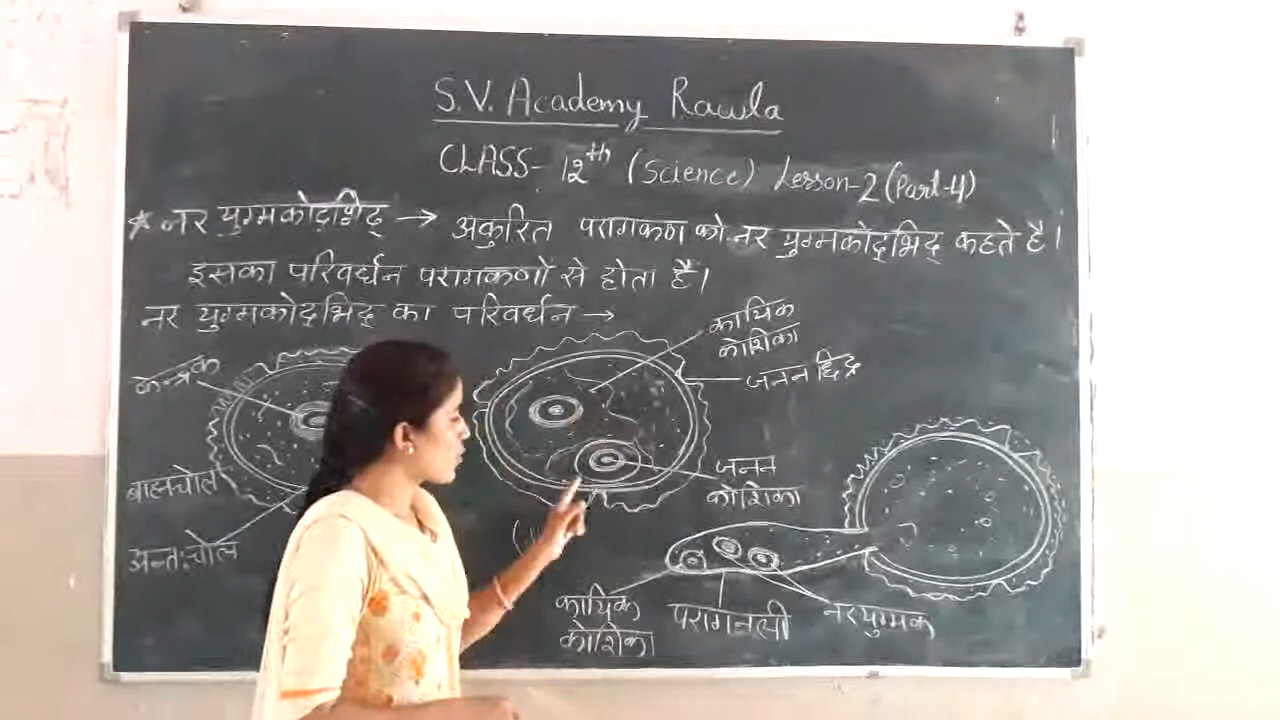 S.V. Academy Rawla
CLASS- 12th (Science) Lesson-2 (Part-4)
* नर युग्मकोद्भिद् → अंकुरित परागकण को नर युग्मकोद्भिद् कहते है।
इसका परिवर्धन परागकणों से होता है।
नर युग्मकोद्भिद् का परिवर्धन →
केन्द्रक
बाह्यचोल
अन्तःचोल
कायिक
कोशिका
जनन छिद्र
जनन
कोशिका
कायिक
कोशिका
परागनली
नरयुग्मक